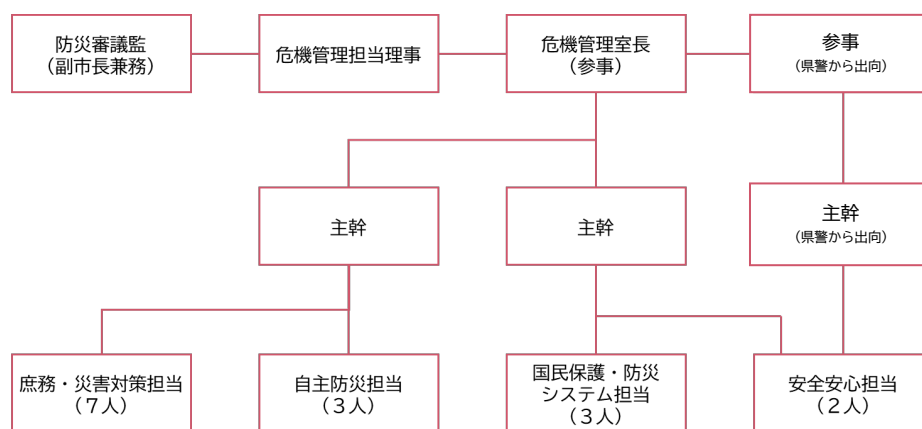 防災審議監
（副市長兼務）
危機管理担当理事
危機管理室長
（参事）
参事
（県警から出向）
主幹
主幹
主幹
（県警から出向）
庶務・災害対策担当
（７人）
自主防災担当
（３人）
国民保護・防災
システム担当
（３人）
安全安心担当
（２人）